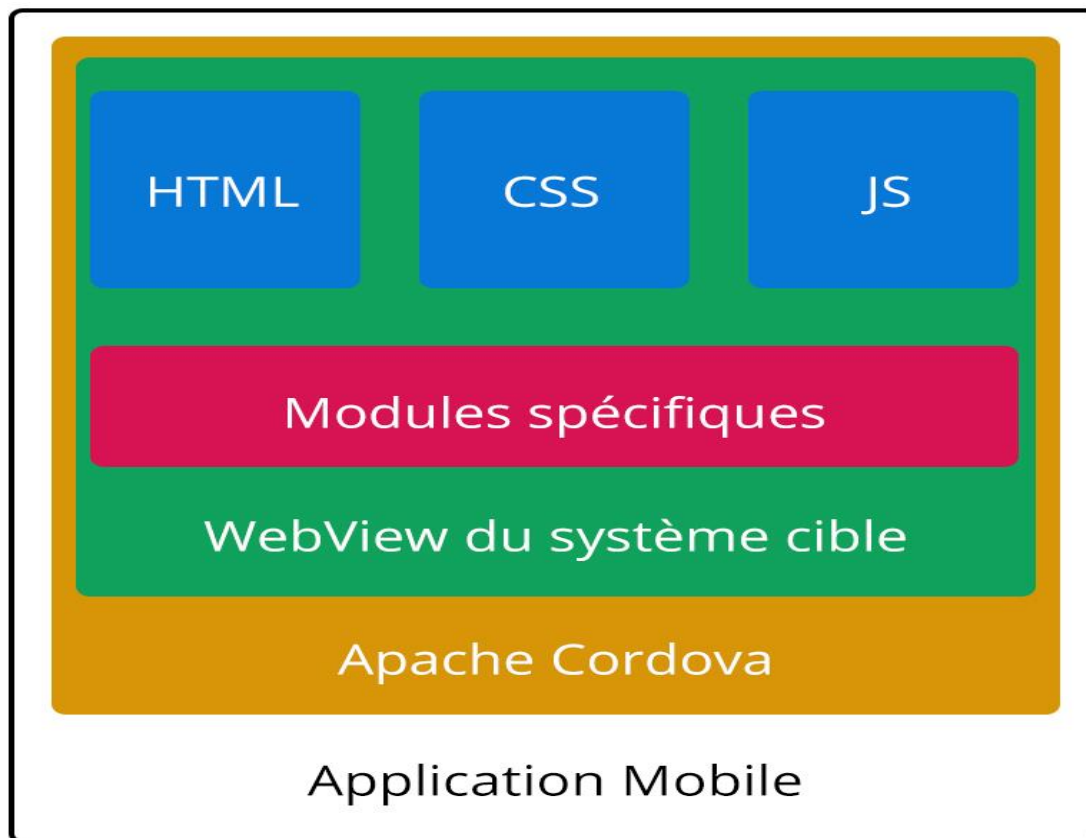 HTML
CSS
JS
Modules spécifiques
WebView du système cible
Apache Cordova
Application Mobile